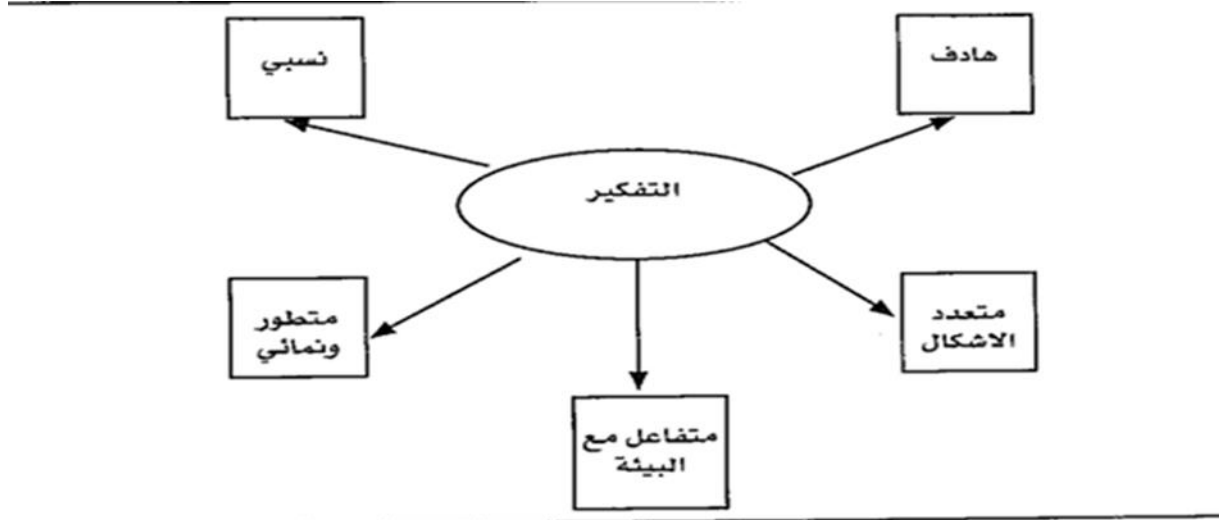 هادف
نسبي
التفكير
متعدد
الاشكال
متطور
ونمائي
متفاعل مع
البيئة